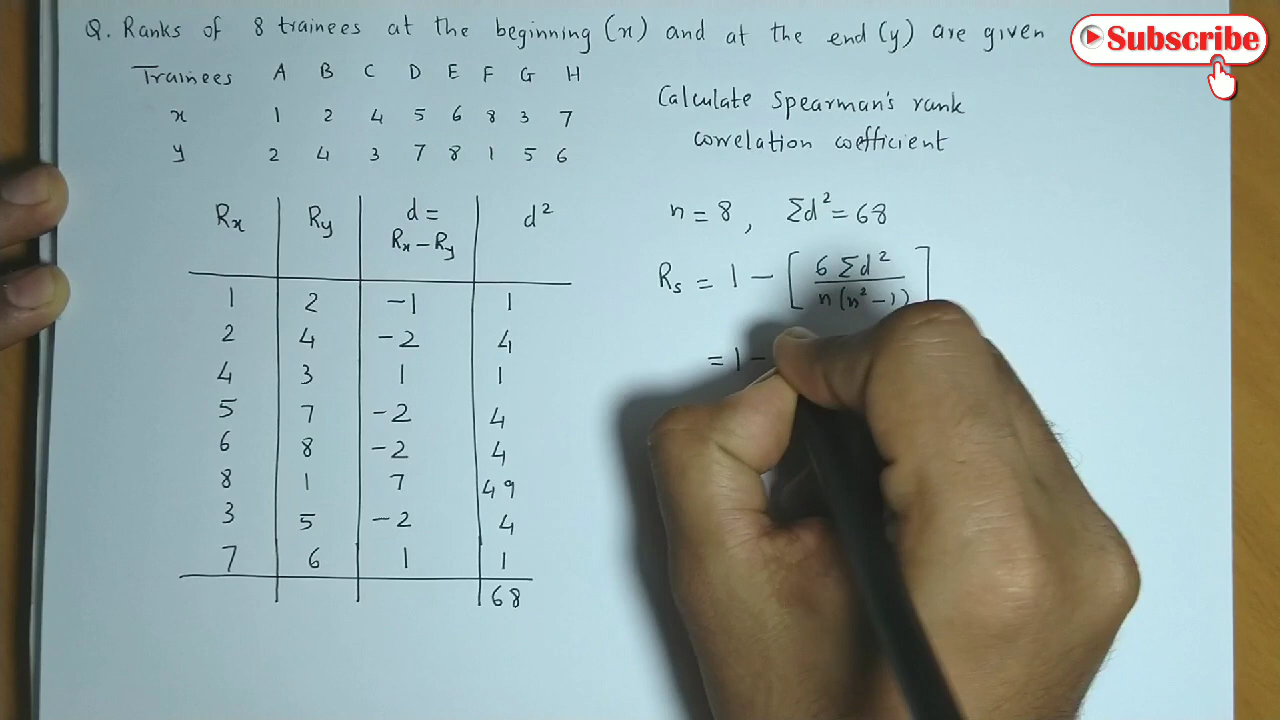 Q. Ranks of 8 trainees at the beginning (x) and at the end (y) are given
Subscribe
Trainees A B C D E F G H
x 1 2 4 5 6 8 3 7
y 2 4 3 7 8 1 5 6
Calculate Spearman's rank
correlation coefficient
Rx Ry d = Rx - Ry d²
1 2 -1 1
2 4 -2 4
4 3 1 1
5 7 -2 4
6 8 -2 4
8 1 7 49
3 5 -2 4
7 6 1 1
68
n = 8, Σd² = 68
Rs = 1 - [6 Σd² / n(n² - 1)]
= 1 -